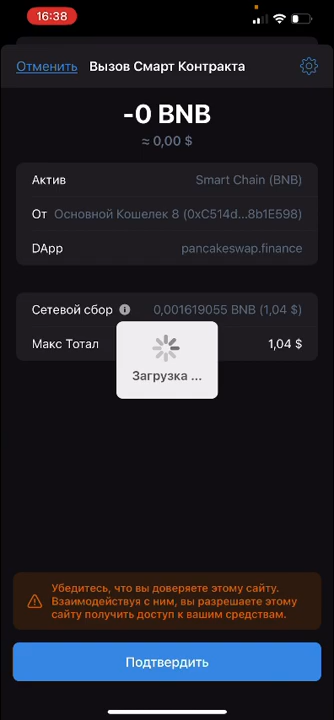 16:38
Отменить Вызов Смарт Контракта
-0 BNB
≈ 0,00 $
Актив Smart Chain (BNB)
От Основной Кошелек 8 (0xC514d...8b1E598)
DApp pancakeswap.finance
Сетевой сбор 0,001619055 BNB (1,04 $)
Макс Тотал 1,04 $
Загрузка ...
Убедитесь, что вы доверяете этому сайту.
Взаимодействуя с ним, вы разрешаете этому
сайту получить доступ к вашим средствам.
Подтвердить